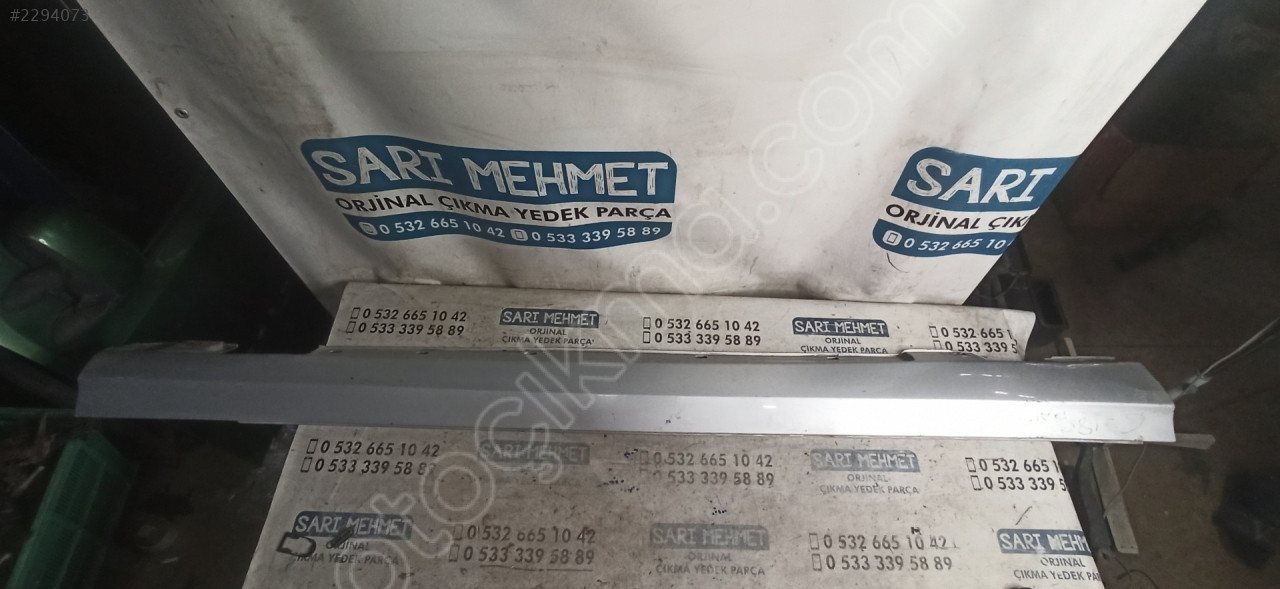 #2294073
SARI MEHMET
ORJİNAL ÇIKMA YEDEK PARÇA
0 532 665 10 42 0 533 339 58 89
SARI
ORJİNAL ÇIK
0 532 665 10
otoçıkma.com
0 532 665 10 42
0 533 339 58 89
SARI MEHMET
ORJİNAL
ÇIKMA YEDEK PARÇA
0 532 665 10 42
0 533 339 58 89
SARI MEHMET
ORJİNAL
ÇIKMA YEDEK PARÇA
0 532 665 1
0 533 339 5
0 532 665 10 42
0 533 339 58 89
SARI MEHMET
0 532 665 10 42
0 533 339 58 89
SARI MEHMET
ORJİNAL
ÇIKMA YEDEK PARÇA
0 532 665 1
0 533 339 5
SARI MEHMET
ORJİNAL
ÇIKMA YEDEK PARÇA
0 532 665 10 42
0 533 339 58 89
SARI MEHMET
ORJİNAL
ÇIKMA YEDEK PARÇA
0 532 665 10 42
0 533 339 58 89
SARI MEHM
ORJİNAL
ÇIKMA YEDEK PARÇA